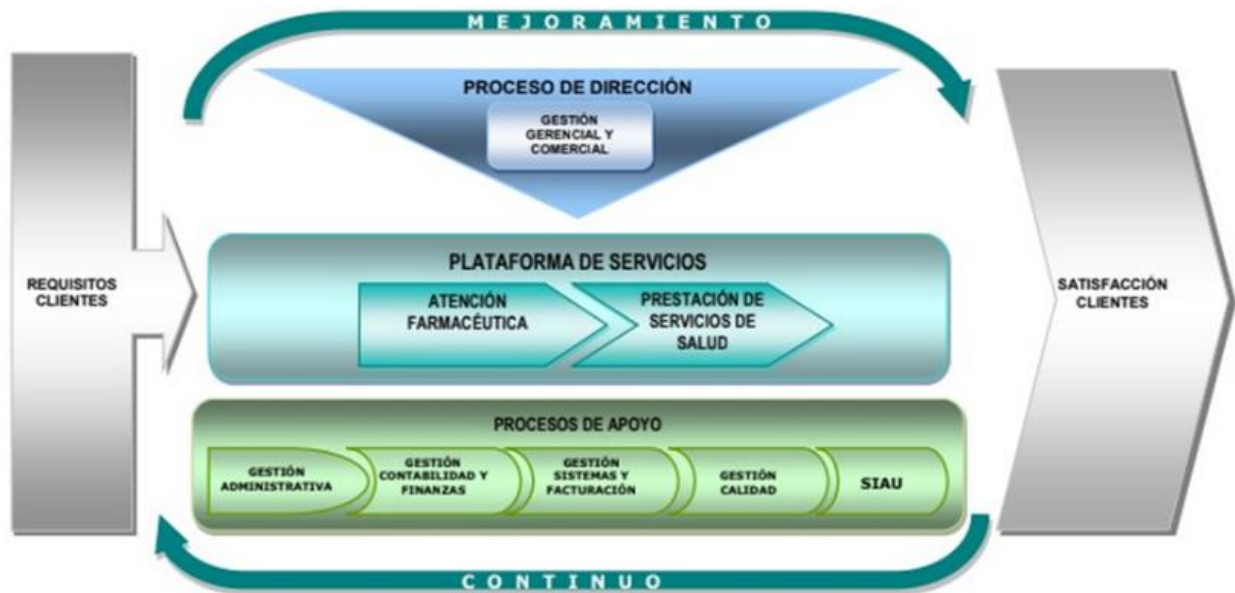 MEJORAMIENTO
PROCESO DE DIRECCIÓN
GESTIÓN
GERENCIAL Y
COMERCIAL
REQUISITOS
CLIENTES
PLATAFORMA DE SERVICIOS
ATENCIÓN
FARMACÉUTICA
PRESTACIÓN DE
SERVICIOS DE
SALUD
SATISFACCIÓN
CLIENTES
PROCESOS DE APOYO
GESTIÓN
ADMINISTRATIVA
GESTIÓN
CONTABILIDAD Y
FINANZAS
GESTIÓN
SISTEMAS Y
FACTURACIÓN
GESTIÓN
CALIDAD
SIAU
CONTINUO